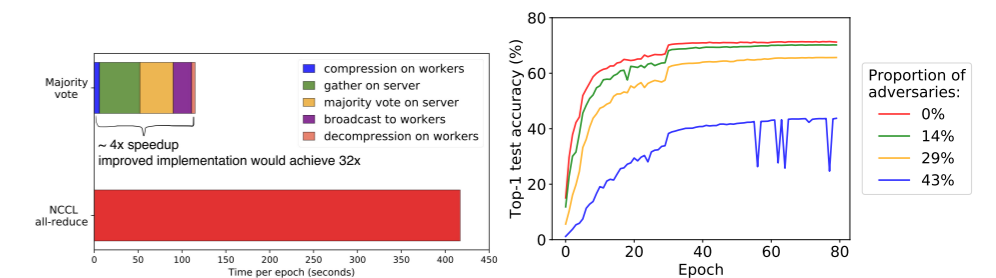 Majority
vote
compression on workers
gather on server
majority vote on server
broadcast to workers
decompression on workers
~ 4x speedup
improved implementation would achieve 32x
NCCL
all-reduce
0 50 100 150 200 250 300 350 400 450
Time per epoch (seconds)
Top-1 test accuracy (%)
80
60
40
20
0
0 20 40 60 80
Epoch
Proportion of
adversaries:
0%
14%
29%
43%